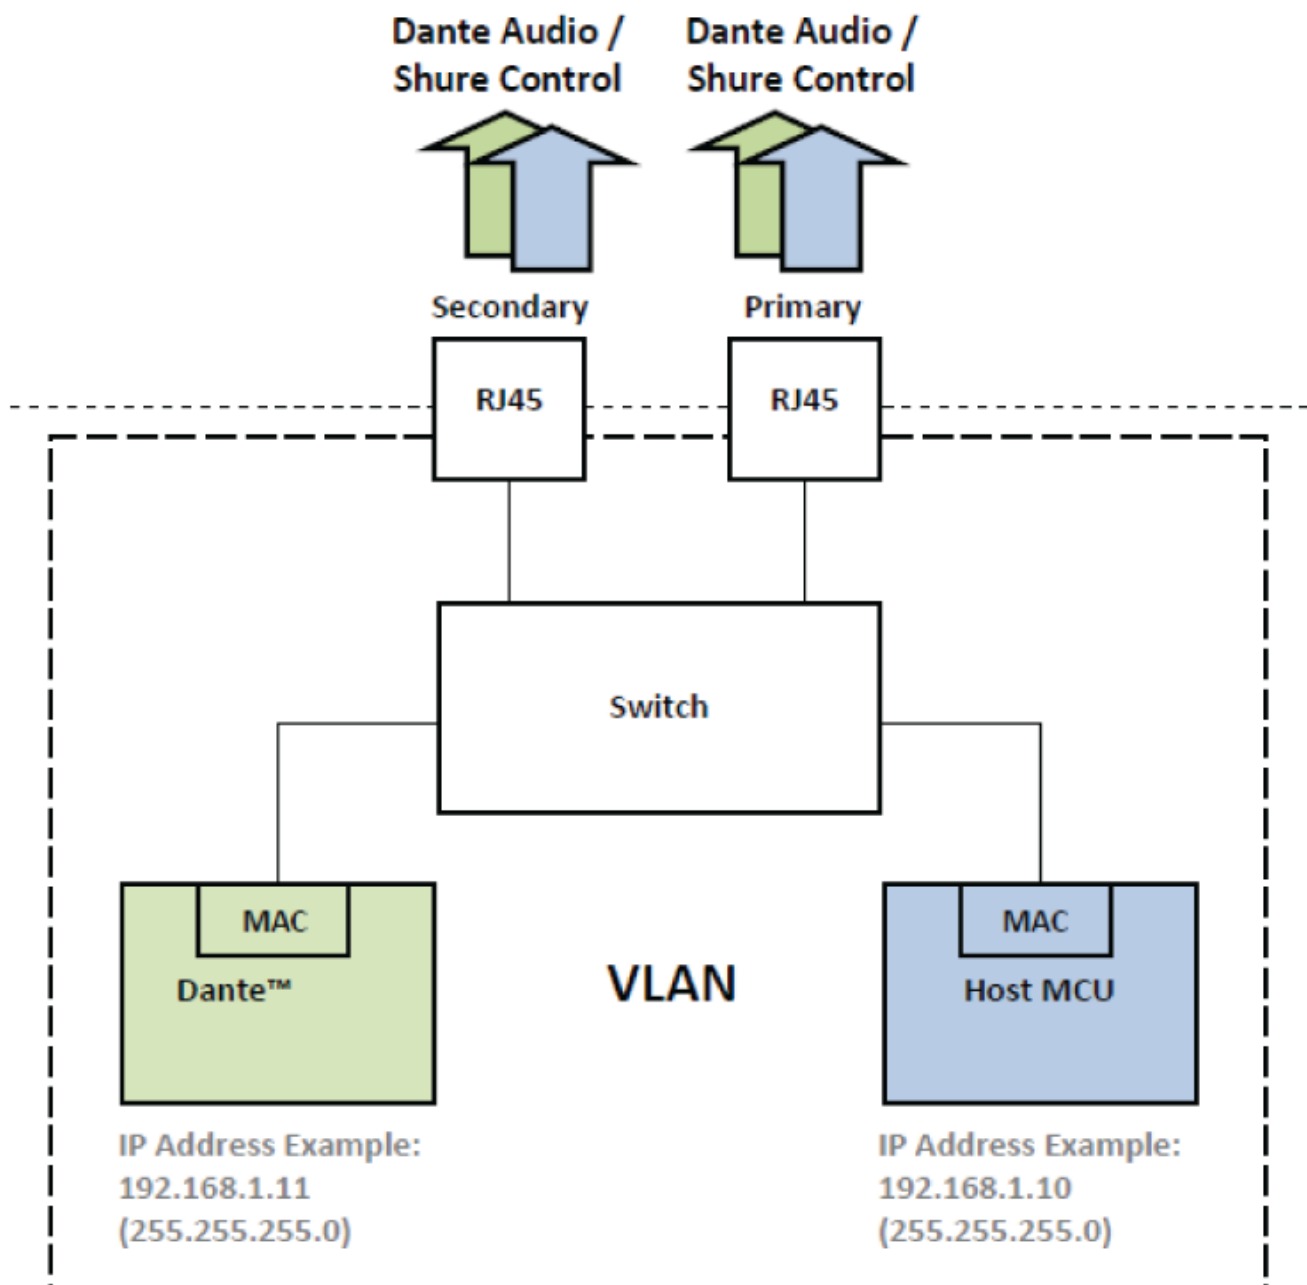 Dante Audio /
Shure Control
Dante Audio /
Shure Control
Secondary
Primary
RJ45
RJ45
Switch
MAC
Dante™
VLAN
MAC
Host MCU
IP Address Example:
192.168.1.11
(255.255.255.0)
IP Address Example:
192.168.1.10
(255.255.255.0)